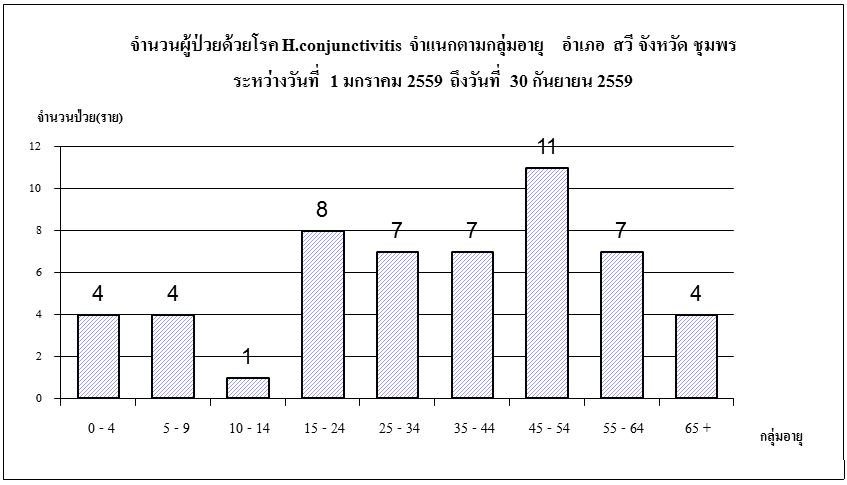 จำนวนผู้ป่วยด้วยโรค H.conjunctivitis จำแนกตามกลุ่มอายุ อำเภอ สวี จังหวัด ชุมพร
ระหว่างวันที่ 1 มกราคม 2559 ถึงวันที่ 30 กันยายน 2559
จำนวนป่วย(ราย)
12
10
8
6
4
2
0
4
4
1
8
7
7
11
7
4
0 - 4
5 - 9
10 - 14
15 - 24
25 - 34
35 - 44
45 - 54
55 - 64
65 +
กลุ่มอายุ